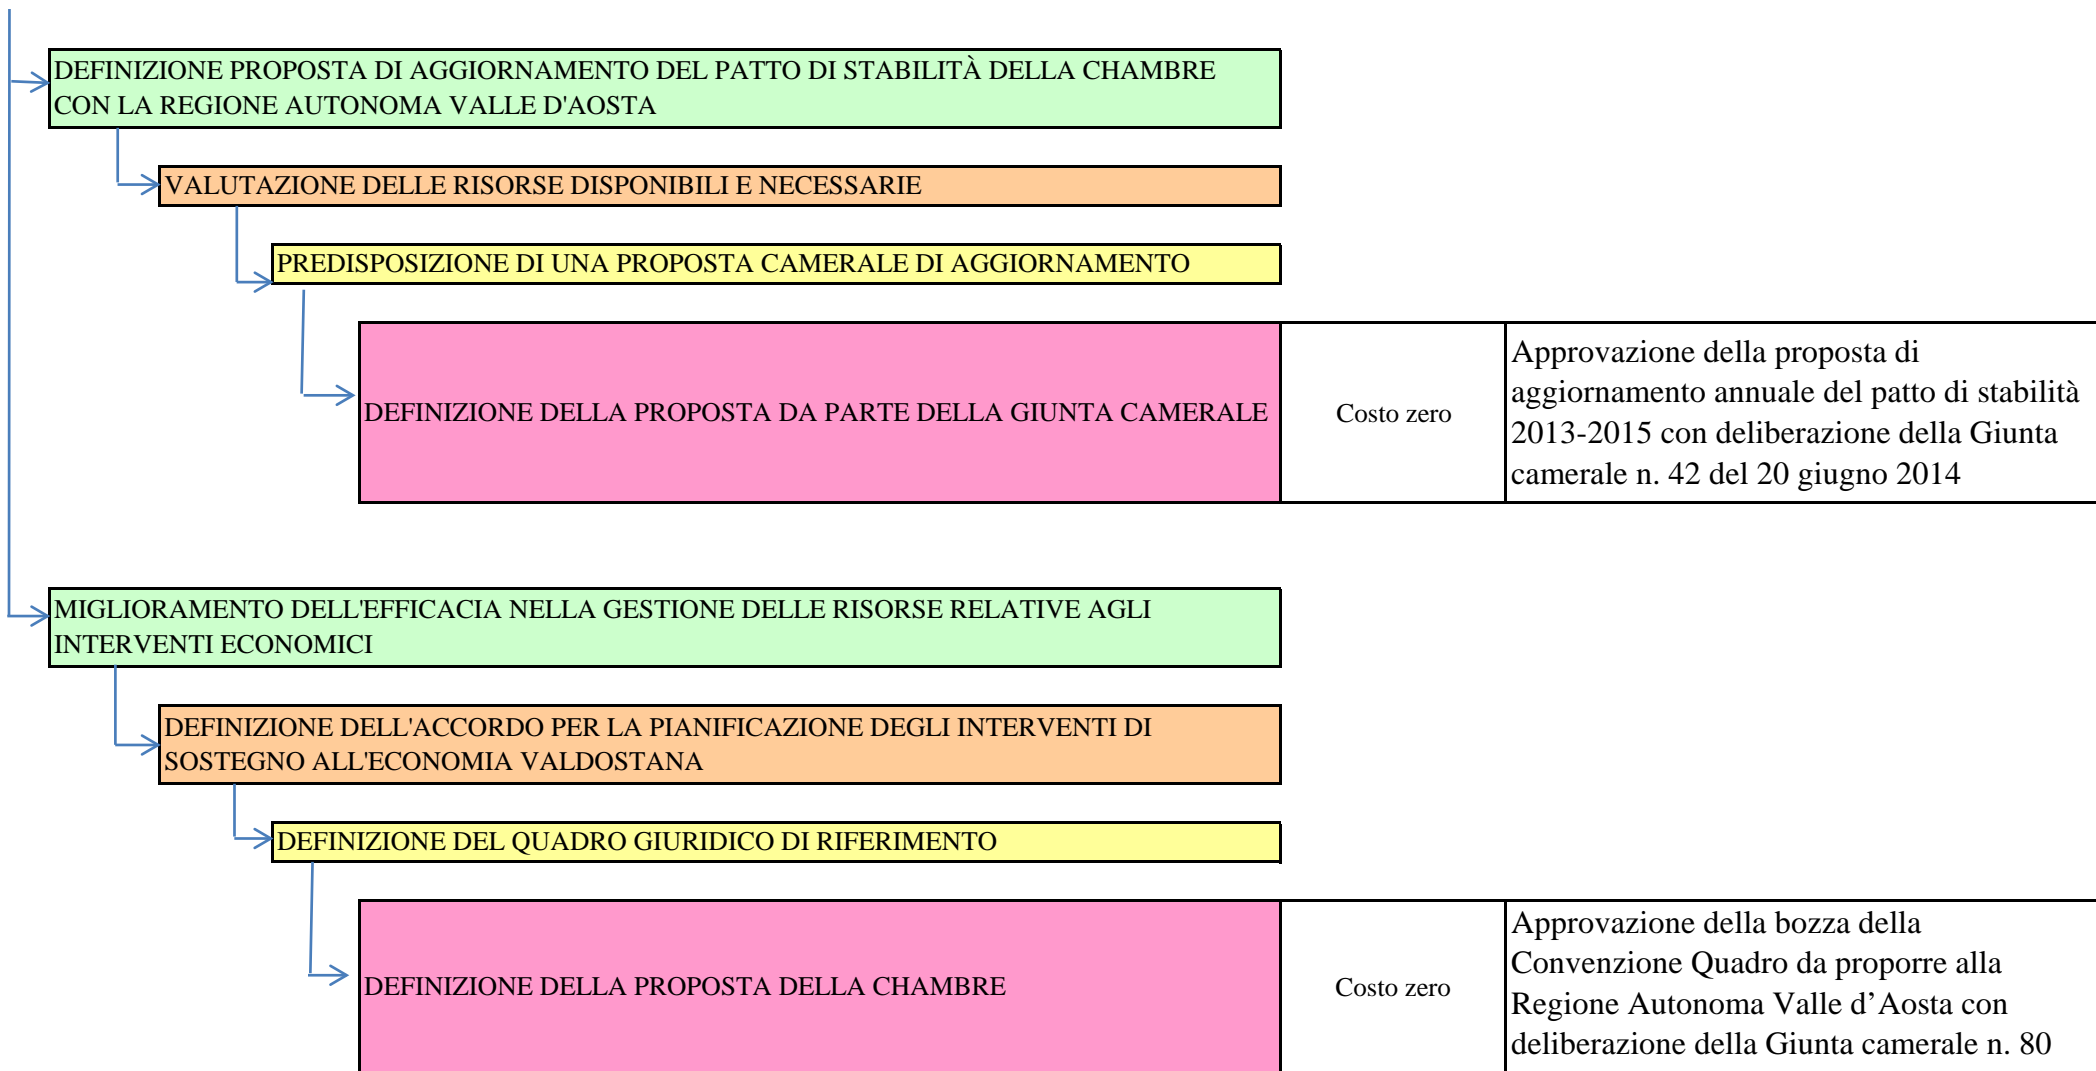 DEFINIZIONE PROPOSTA DI AGGIORNAMENTO DEL PATTO DI STABILITÀ DELLA CHAMBRE
CON LA REGIONE AUTONOMA VALLE D'AOSTA
VALUTAZIONE DELLE RISORSE DISPONIBILI E NECESSARIE
PREDISPOSIZIONE DI UNA PROPOSTA CAMERALE DI AGGIORNAMENTO
DEFINIZIONE DELLA PROPOSTA DA PARTE DELLA GIUNTA CAMERALE
Costo zero
Approvazione della proposta di
aggiornamento annuale del patto di stabilità
2013-2015 con deliberazione della Giunta
camerale n. 42 del 20 giugno 2014
MIGLIORAMENTO DELL'EFFICACIA NELLA GESTIONE DELLE RISORSE RELATIVE AGLI
INTERVENTI ECONOMICI
DEFINIZIONE DELL'ACCORDO PER LA PIANIFICAZIONE DEGLI INTERVENTI DI
SOSTEGNO ALL'ECONOMIA VALDOSTANA
DEFINIZIONE DEL QUADRO GIURIDICO DI RIFERIMENTO
DEFINIZIONE DELLA PROPOSTA DELLA CHAMBRE
Costo zero
Approvazione della bozza della
Convenzione Quadro da proporre alla
Regione Autonoma Valle d’Aosta con
deliberazione della Giunta camerale n. 80